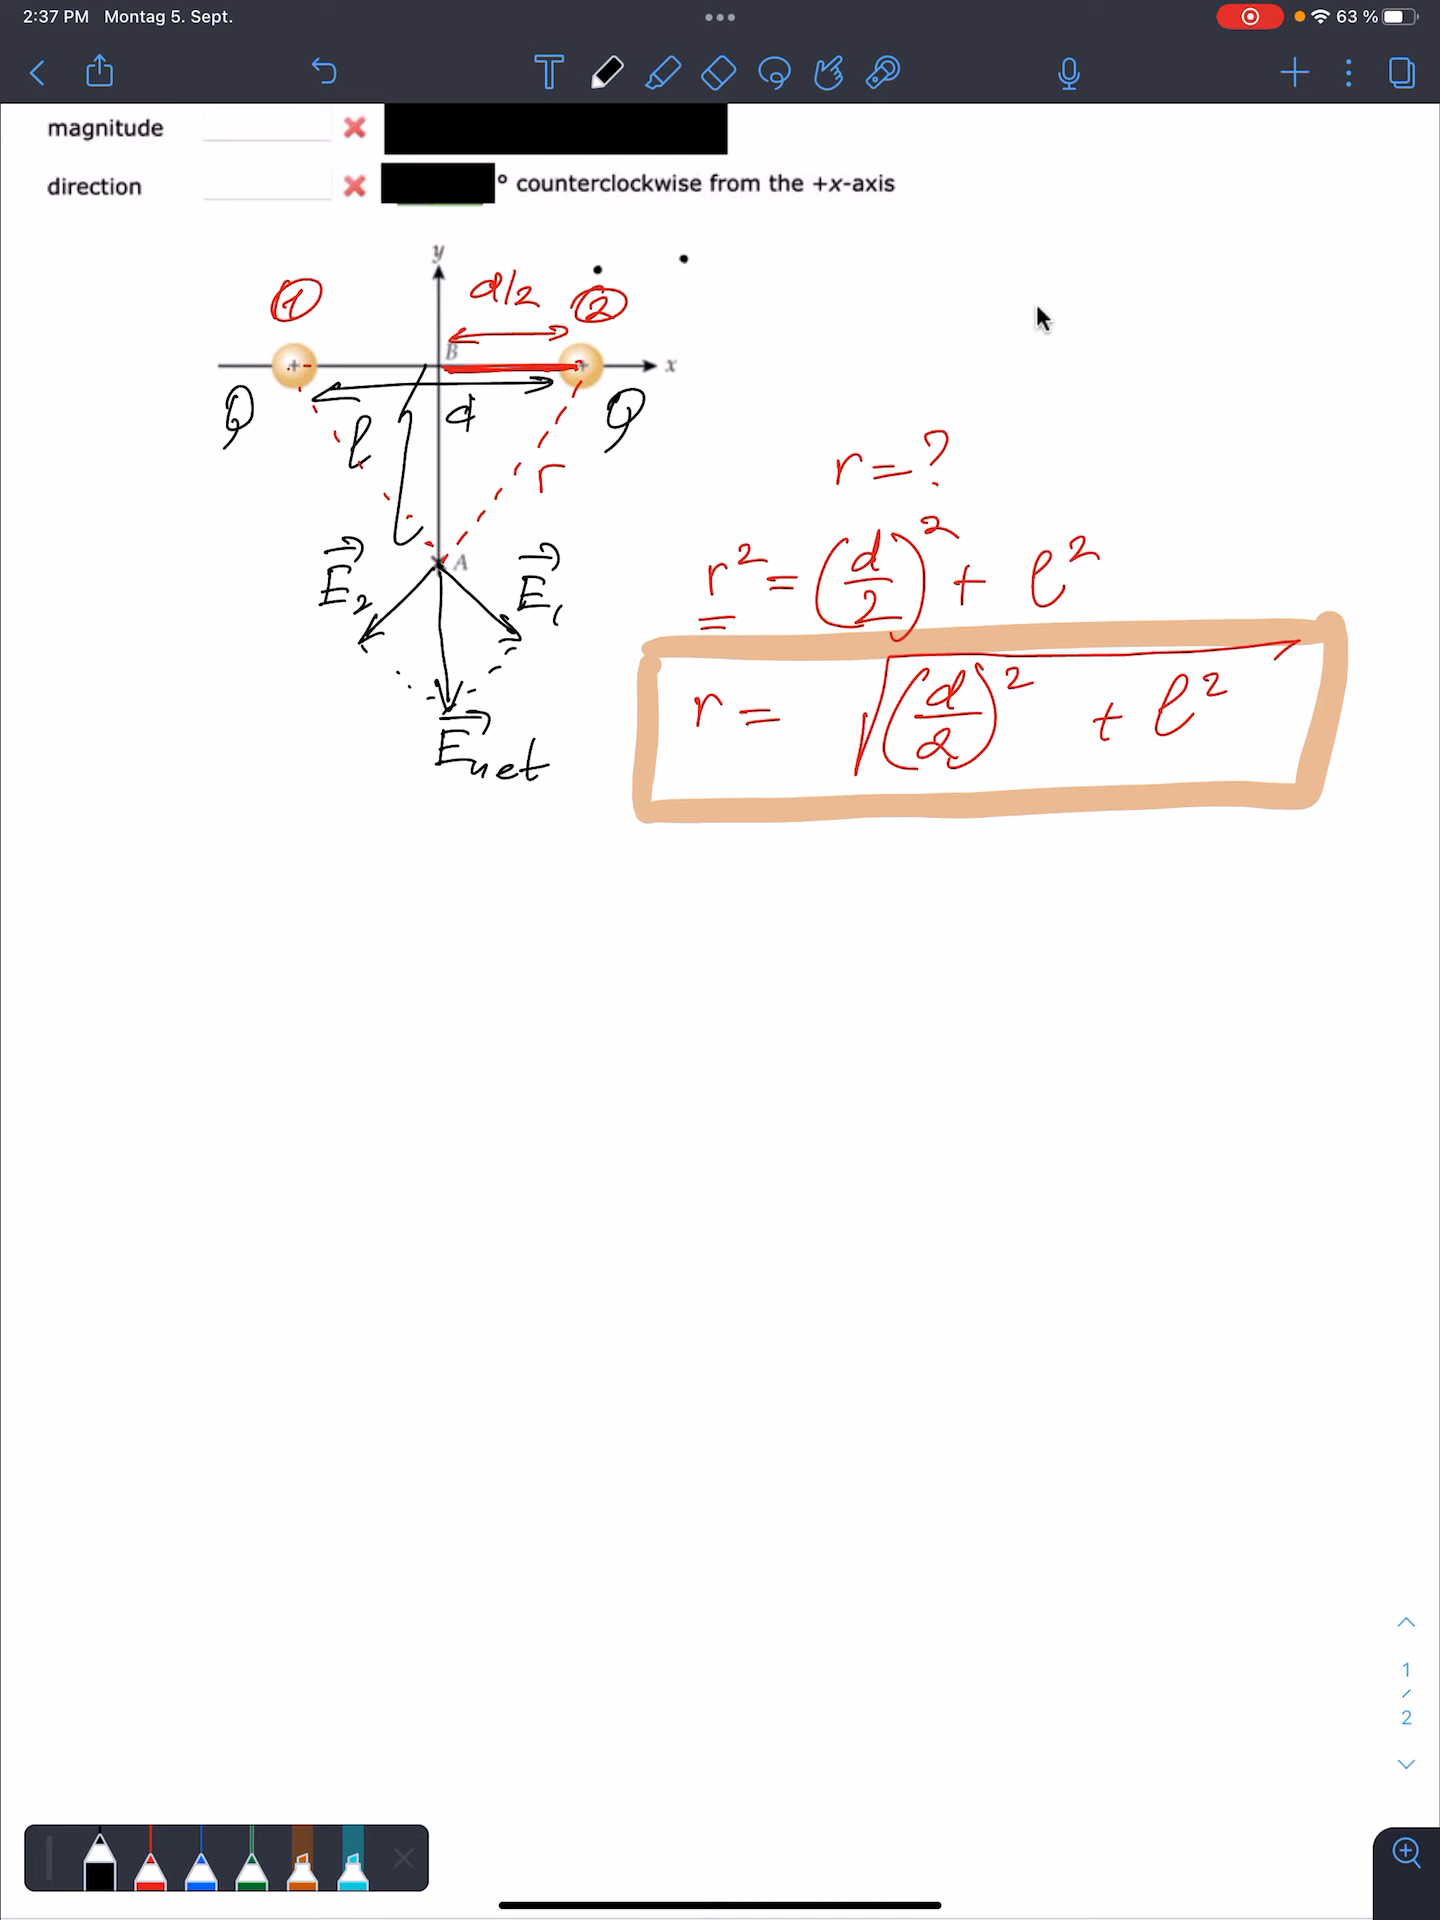 2:37 PM Montag 5. Sept.
63 %
T
magnitude
direction
° counterclockwise from the +x-axis
y
① d/2 ②
B
x
+ +
Q l d Q
r
A
r = ?
E₂ E₁
r² = (d/2)² + l²
r = √((d/2)² + l²)
Enet
1
/
2